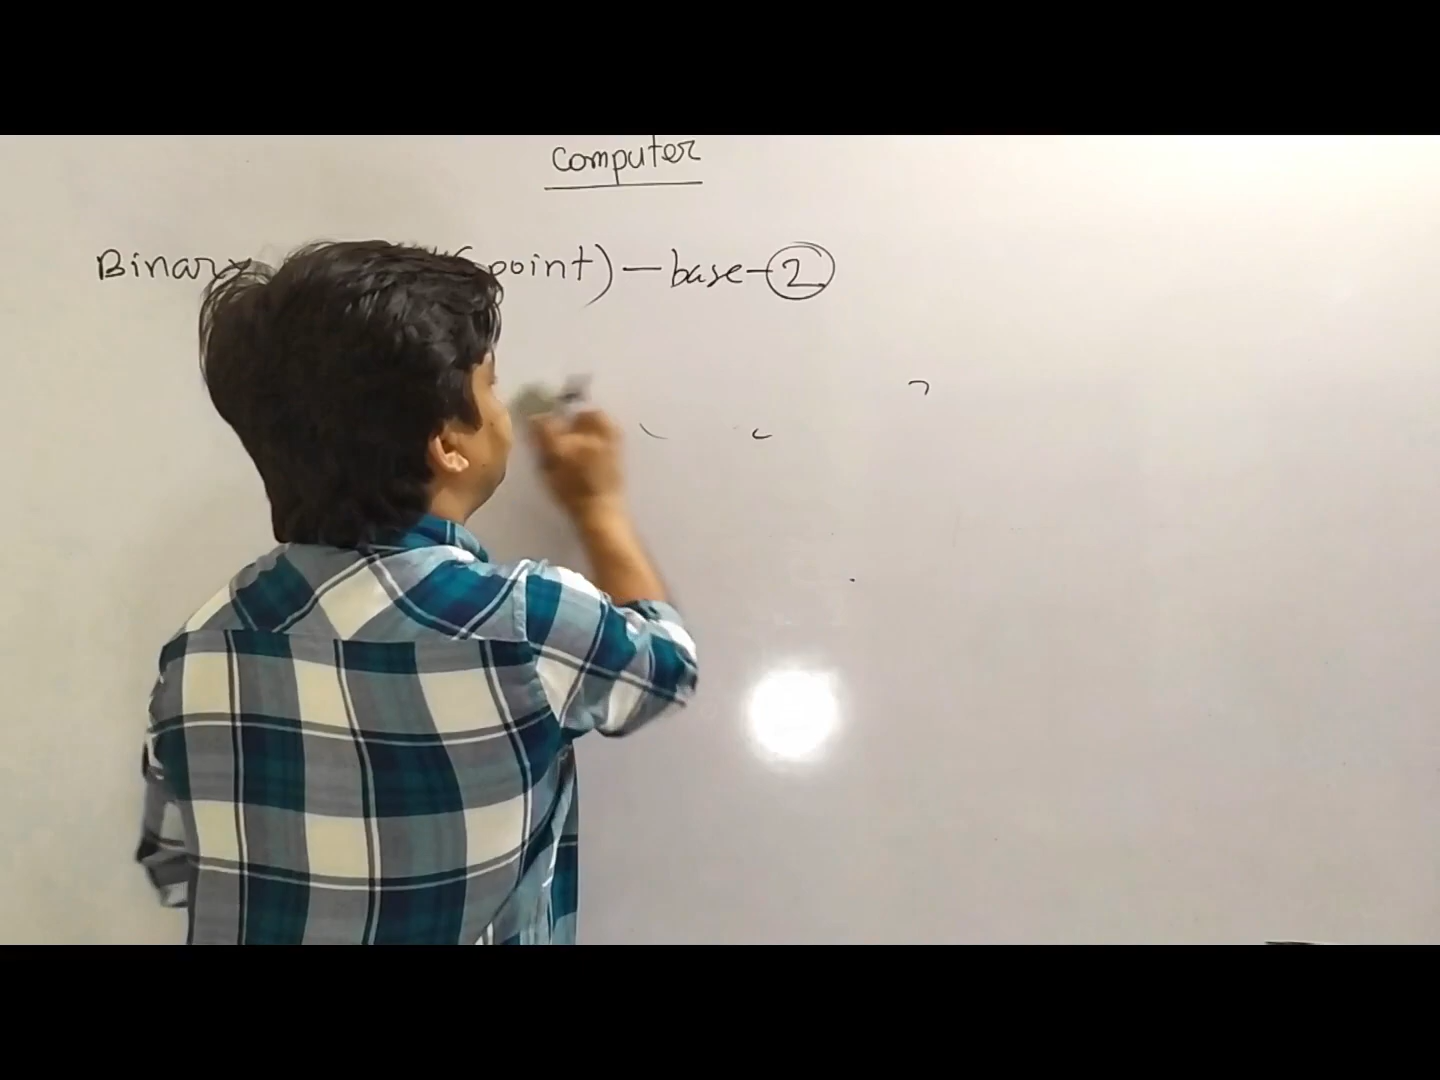 Computer
Binary point) — base - 2